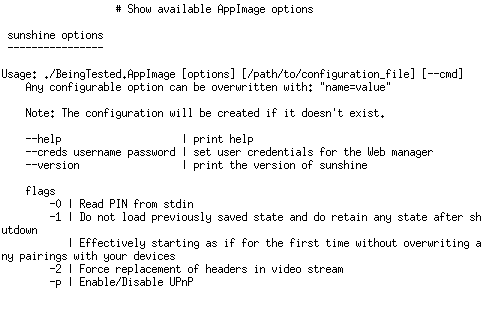 # Show available AppImage options
sunshine options
----------------
Usage: ./BeingTested.AppImage [options] [/path/to/configuration_file] [--cmd]
Any configurable option can be overwritten with: "name=value"
Note: The configuration will be created if it doesn't exist.
--help | print help
--creds username password | set user credentials for the Web manager
--version | print the version of sunshine
flags
-0 | Read PIN from stdin
-1 | Do not load previously saved state and do retain any state after sh
utdown
| Effectively starting as if for the first time without overwriting a
ny pairings with your devices
-2 | Force replacement of headers in video stream
-p | Enable/Disable UPnP